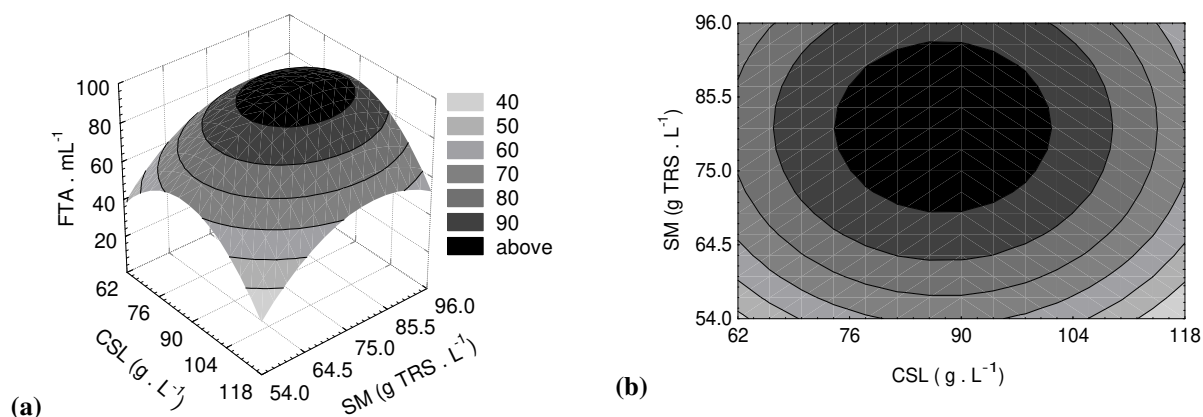 100
80
60
40
20
FTA . mL⁻¹
62
76
90
104
118
CSL (g . L⁻¹)
54.0
64.5
75.0
85.5
96.0
SM (g TRS . L⁻¹)
40
50
60
70
80
90
above
(a)
96.0
85.5
75.0
64.5
54.0
SM (g TRS . L⁻¹)
62 76 90 104 118
CSL ( g . L⁻¹)
(b)